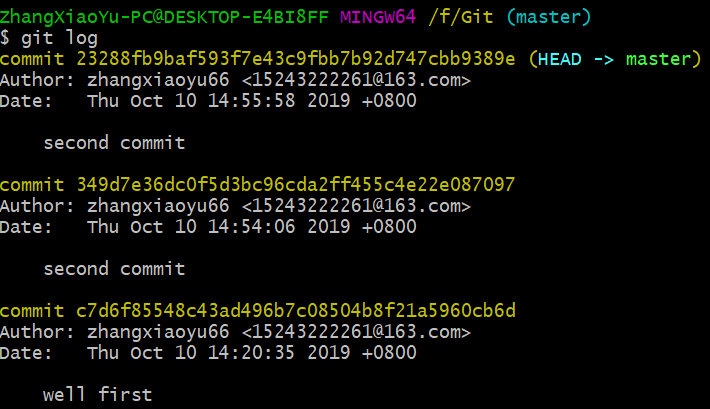 ZhangXiaoYu-PC@DESKTOP-E4BI8FF MINGW64 /f/Git (master)
$ git log
commit 23288fb9baf593f7e43c9fbb7b92d747cbb9389e (HEAD -> master)
Author: zhangxiaoyu66 <15243222261@163.com>
Date:   Thu Oct 10 14:55:58 2019 +0800
    second commit
commit 349d7e36dc0f5d3bc96cda2ff455c4e22e087097
Author: zhangxiaoyu66 <15243222261@163.com>
Date:   Thu Oct 10 14:54:06 2019 +0800
    second commit
commit c7d6f85548c43ad496b7c08504b8f21a5960cb6d
Author: zhangxiaoyu66 <15243222261@163.com>
Date:   Thu Oct 10 14:20:35 2019 +0800
    well first